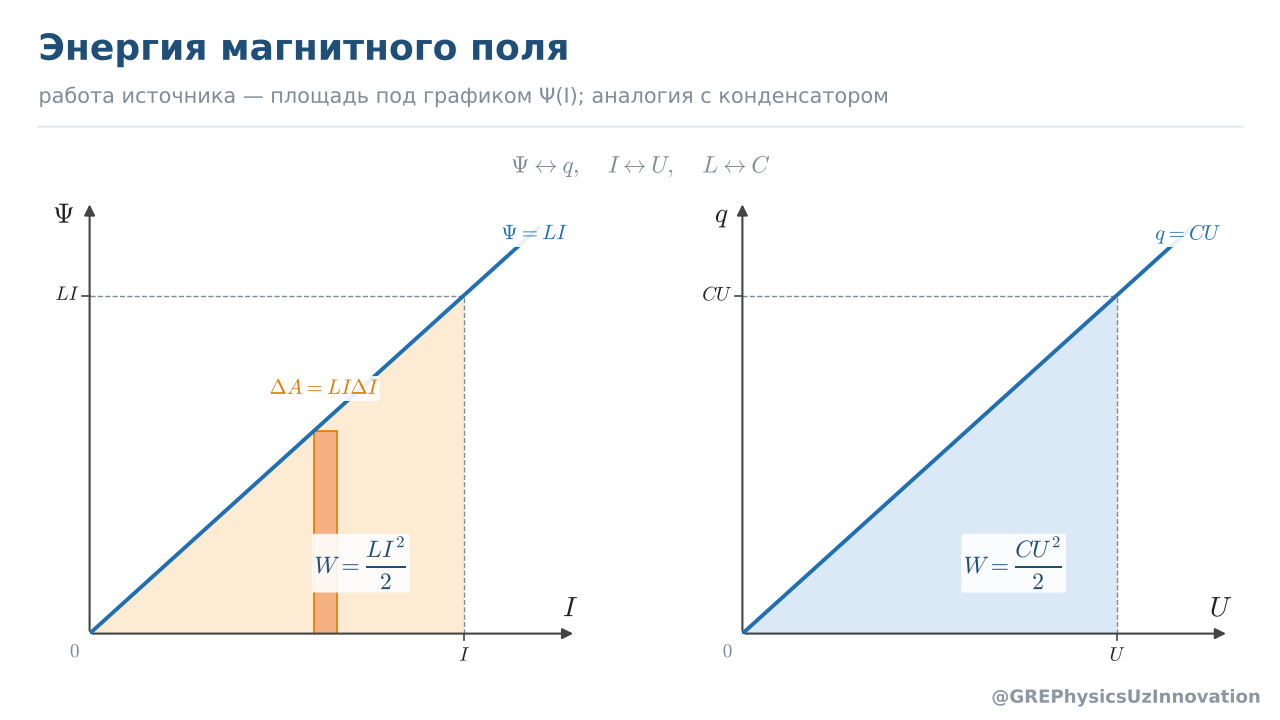 Энергия магнитного поля
работа источника — площадь под графиком Ψ(I); аналогия с конденсатором
Ψ ↔ q, I ↔ U, L ↔ C
Ψ
Ψ = LI
LI
ΔA = LIΔI
W = LI²/2
I
0
I
q
q = CU
CU
W = CU²/2
U
0
U
@GREPhysicsUzInnovation